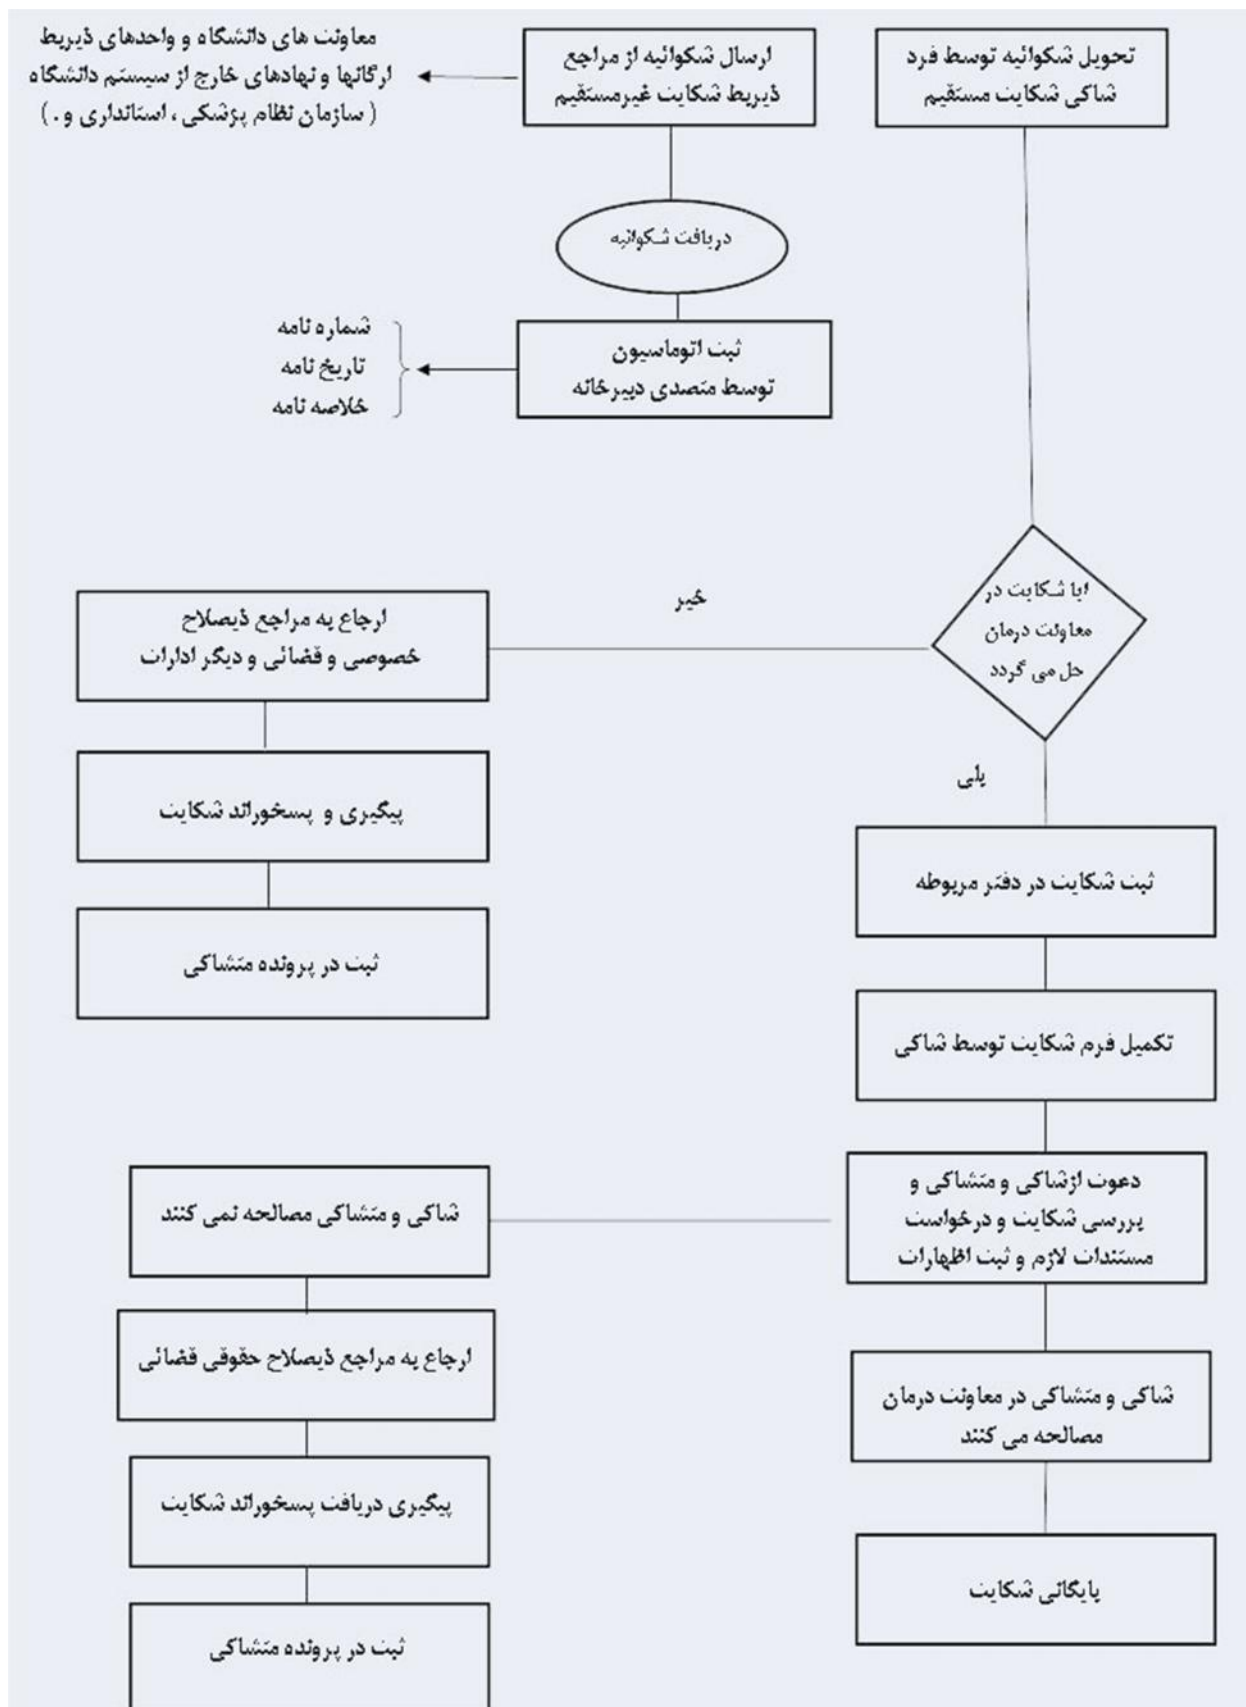 تحویل شکوائیه توسط فرد
شاکی شکایت مستقیم
ارسال شکوائیه از مراجع
ذیربط شکایت غیرمستقیم
معاونت های دانشگاه و واحدهای ذیربط
ارگانها و نهادهای خارج از سیستم دانشگاه
( سازمان نظام پزشکی ، استانداری و . )
دریافت شکوائیه
ثبت اتوماسیون
توسط متصدی دبیرخانه
شماره نامه
تاریخ نامه
خلاصه نامه
ایا شکایت در
معاونت درمان
حل می گردد
خیر
ارجاع به مراجع ذیصلاح
خصوصی و قضائی و دیگر ادارات
پیگیری و پسخوراند شکایت
ثبت در پرونده متشاکی
بلی
ثبت شکایت در دفتر مربوطه
تکمیل فرم شکایت توسط شاکی
دعوت ازشاکی و متشاکی و
بررسی شکایت و درخواست
مستندات لازم و ثبت اظهارات
شاکی و متشاکی مصالحه نمی کنند
ارجاع به مراجع ذیصلاح حقوقی قضائی
پیگیری دریافت پسخوراند شکایت
ثبت در پرونده متشاکی
شاکی و متشاکی در معاونت درمان
مصالحه می کنند
بایگانی شکایت